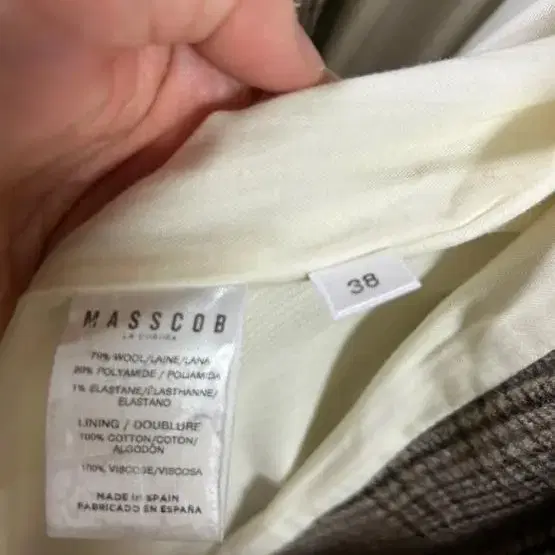 MASSCOB
LA CORUÑA
79% WOOL/LAINE/LANA
20% POLYAMIDE / POLIAMIDA
1% ELASTANE/ÉLASTHANNE/
ELASTANO
LINING / DOUBLURE
100% COTTON/COTON/
ALGODÓN
100% VISCOSE/VISCOSA
MADE IN SPAIN
FABRICADO EN ESPAÑA
38